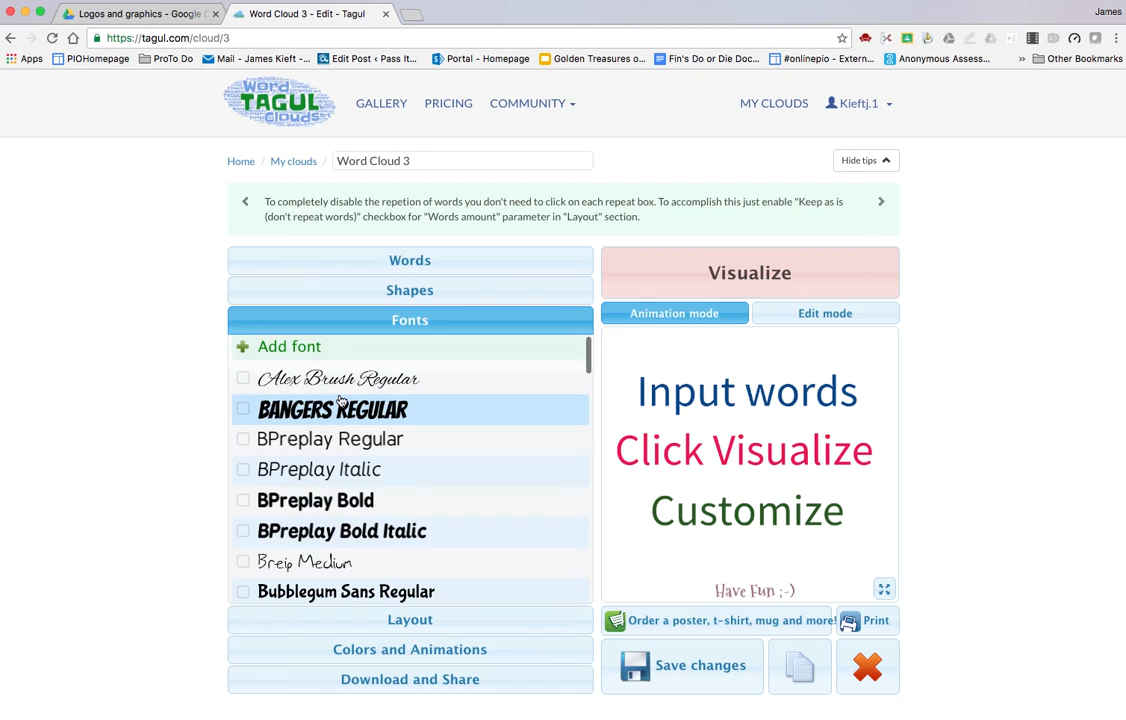 Logos and graphics - Google
Word Cloud 3 - Edit - Tagul
James
https://tagul.com/cloud/3
Apps
PIOHomepage
ProTo Do
Mail - James Kieft -...
Edit Post ‹ Pass It...
Portal - Homepage
Golden Treasures o...
Fin's Do or Die Doc...
#onlinepio - Extern...
Anonymous Assess...
»
Other Bookmarks
Word
TAGUL
Clouds
GALLERY
PRICING
COMMUNITY
MY CLOUDS
Kieftj.1
Home / My clouds / Word Cloud 3
Hide tips
To completely disable the repetion of words you don't need to click on each repeat box. To accomplish this just enable "Keep as is
(don't repeat words)" checkbox for "Words amount" parameter in "Layout" section.
Words
Shapes
Fonts
Add font
Alex Brush Regular
BANGERS REGULAR
BPreplay Regular
BPreplay Italic
BPreplay Bold
BPreplay Bold Italic
Breip Medium
Bubblegum Sans Regular
Layout
Colors and Animations
Download and Share
Visualize
Animation mode
Edit mode
Input words
Click Visualize
Customize
Have Fun ;-)
Order a poster, t-shirt, mug and more!
Print
Save changes